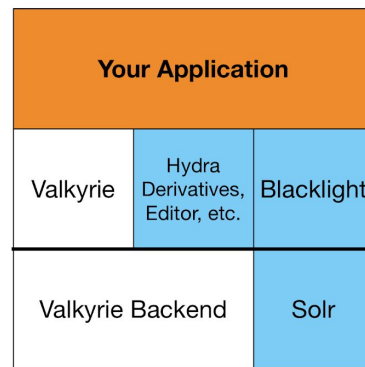 Your Application
Valkyrie
Hydra
Derivatives,
Editor, etc.
Blacklight
Valkyrie Backend
Solr